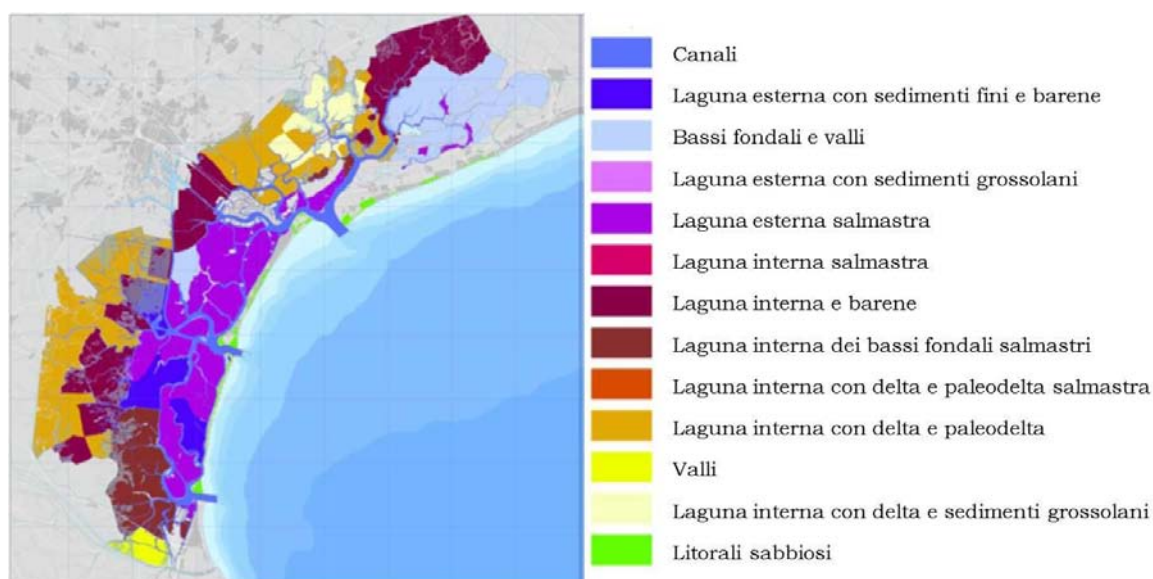 Canali
Laguna esterna con sedimenti fini e barene
Bassi fondali e valli
Laguna esterna con sedimenti grossolani
Laguna esterna salmastra
Laguna interna salmastra
Laguna interna e barene
Laguna interna dei bassi fondali salmastri
Laguna interna con delta e paleodelta salmastra
Laguna interna con delta e paleodelta
Valli
Laguna interna con delta e sedimenti grossolani
Litorali sabbiosi